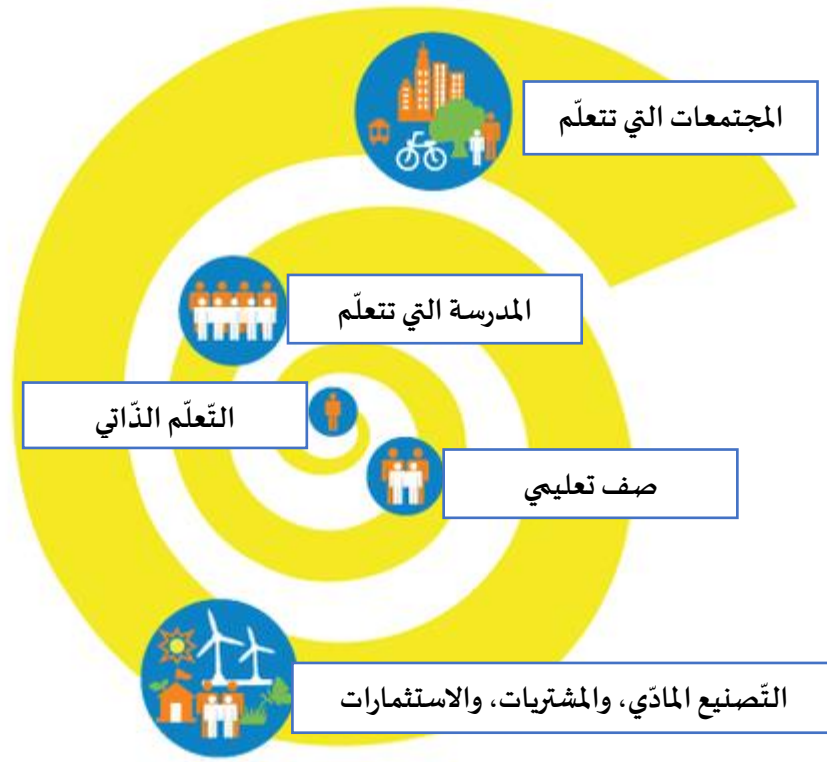 المجتمعات التي تتعلّم
المدرسة التي تتعلّم
التّعلّم الذّاتي
صف تعليمي
التّصنيع المادّي، والمشتريات، والاستثمارات